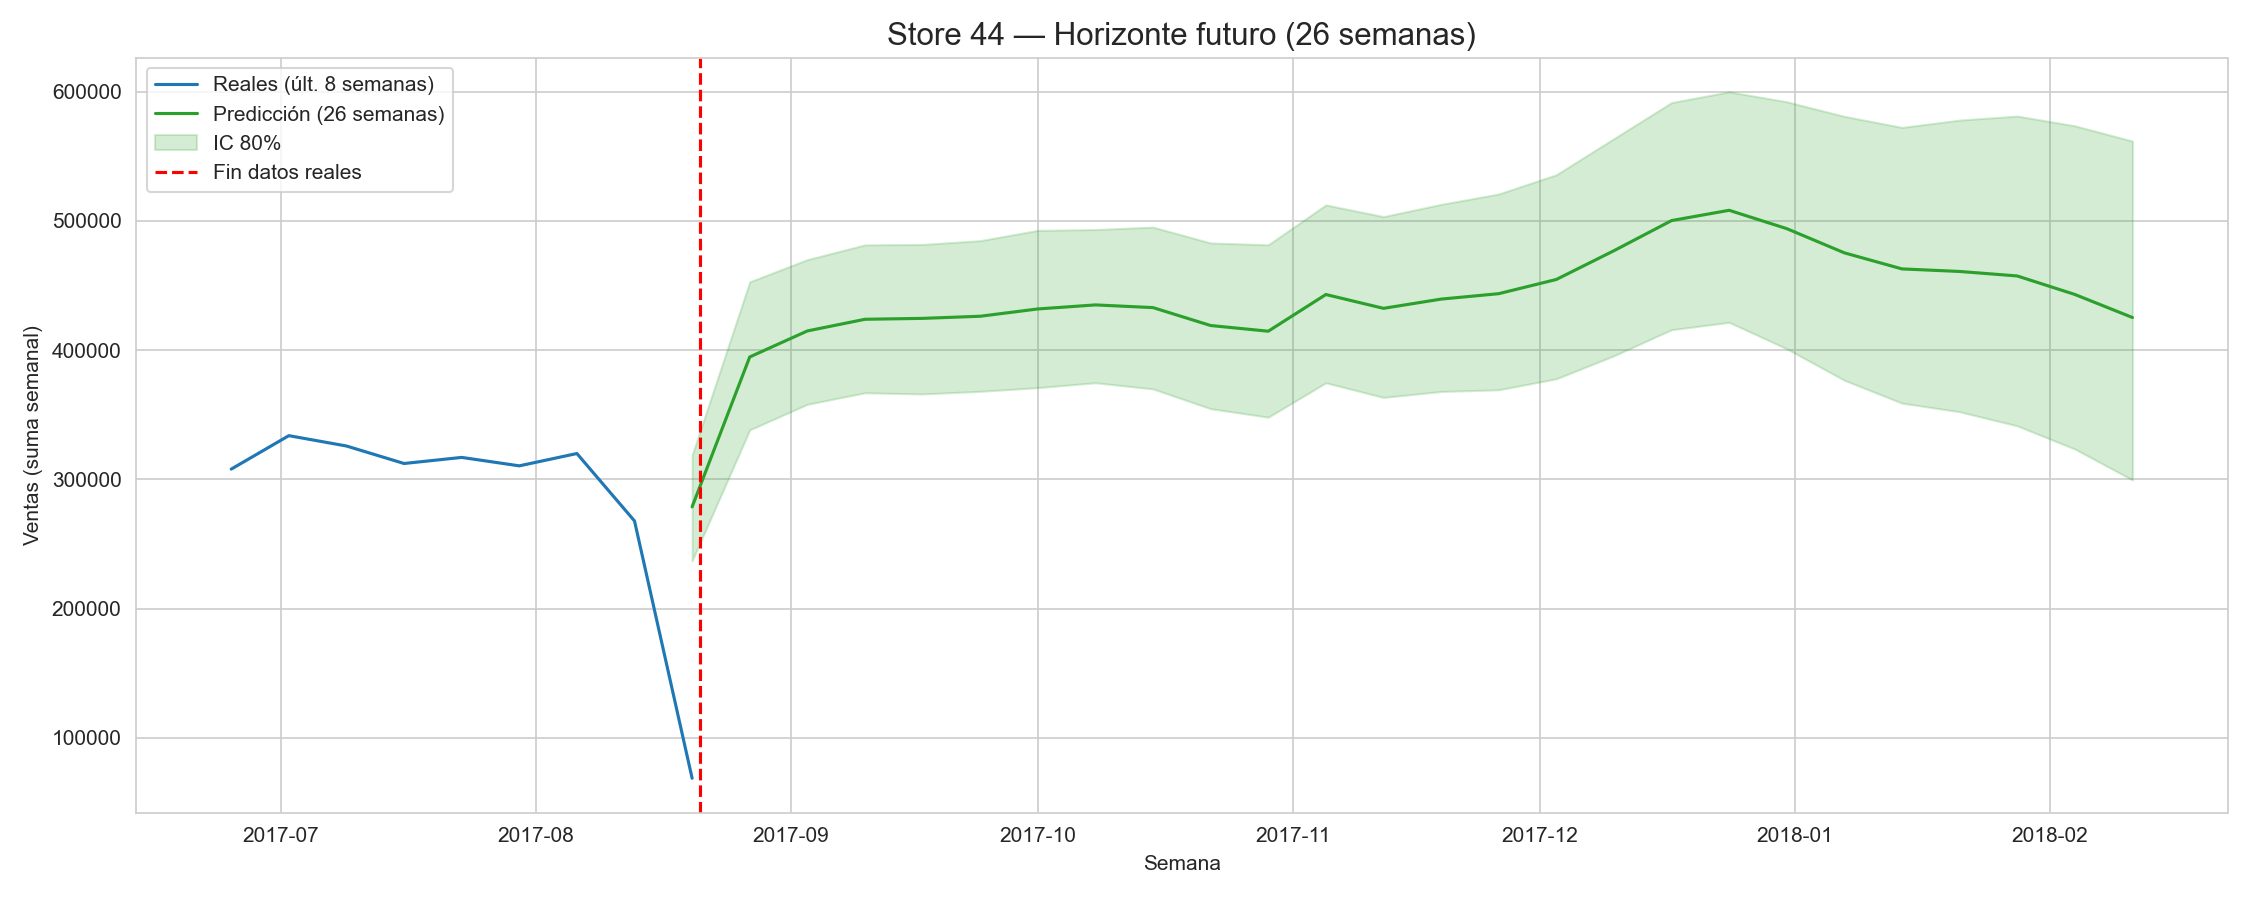 Store 44 — Horizonte futuro (26 semanas)
Reales (últ. 8 semanas)
Predicción (26 semanas)
IC 80%
Fin datos reales
Ventas (suma semanal)
600000
500000
400000
300000
200000
100000
2017-07
2017-08
2017-09
2017-10
2017-11
2017-12
2018-01
2018-02
Semana